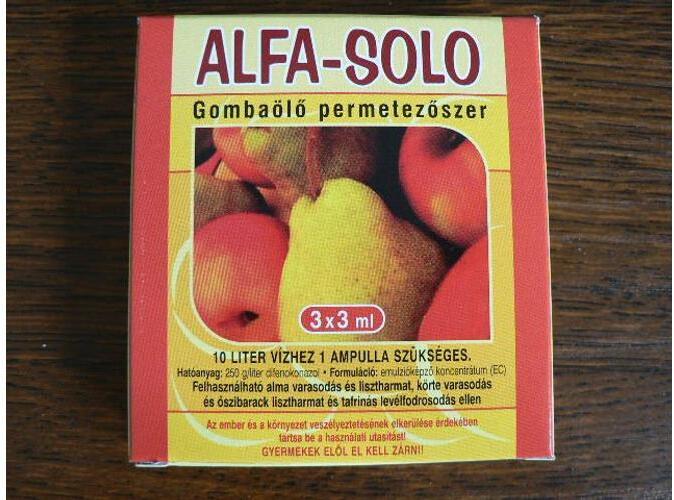 ALFA-SOLO
Gombaölő permetezőszer
3 x 3 ml
10 LITER VÍZHEZ 1 AMPULLA SZÜKSÉGES.
Hatóanyag: 250 g/liter difenokonazol • Formuláció: emulzióképző koncentrátum (EC)
Felhasználható alma varasodás és lisztharmat, körte varasodás
és őszibarack lisztharmat és tafrinás levélfodrosodás ellen
Az ember és a környezet veszélyeztetésének elkerülése érdekében
tartsa be a használati utasítást!
GYERMEKEK ELŐL EL KELL ZÁRNI!!